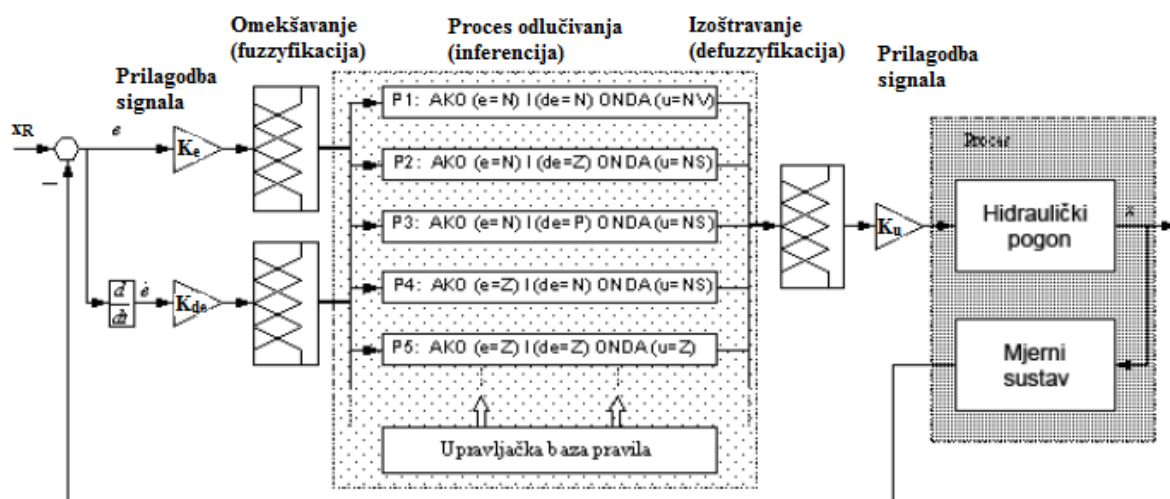 Omekšavanje
(fuzzyfikacija)
Proces odlučivanja
(inferencija)
Izoštravanje
(defuzzyfikacija)
Prilagodba
signala
Prilagodba
signala
xR
e
Ke
P1: AKO (e=N) I (de=N) ONDA (u=NV)
P2: AKO (e=N) I (de=Z) ONDA (u=NS)
P3: AKO (e=N) I (de=P) ONDA (u=NS)
P4: AKO (e=Z) I (de=N) ONDA (u=NS)
P5: AKO (e=Z) I (de=Z) ONDA (u=Z)
Upravljačka baza pravila
d
dt
ė
Kde
Ku
Proces
Hidraulički
pogon
x
Mjerni
sustav